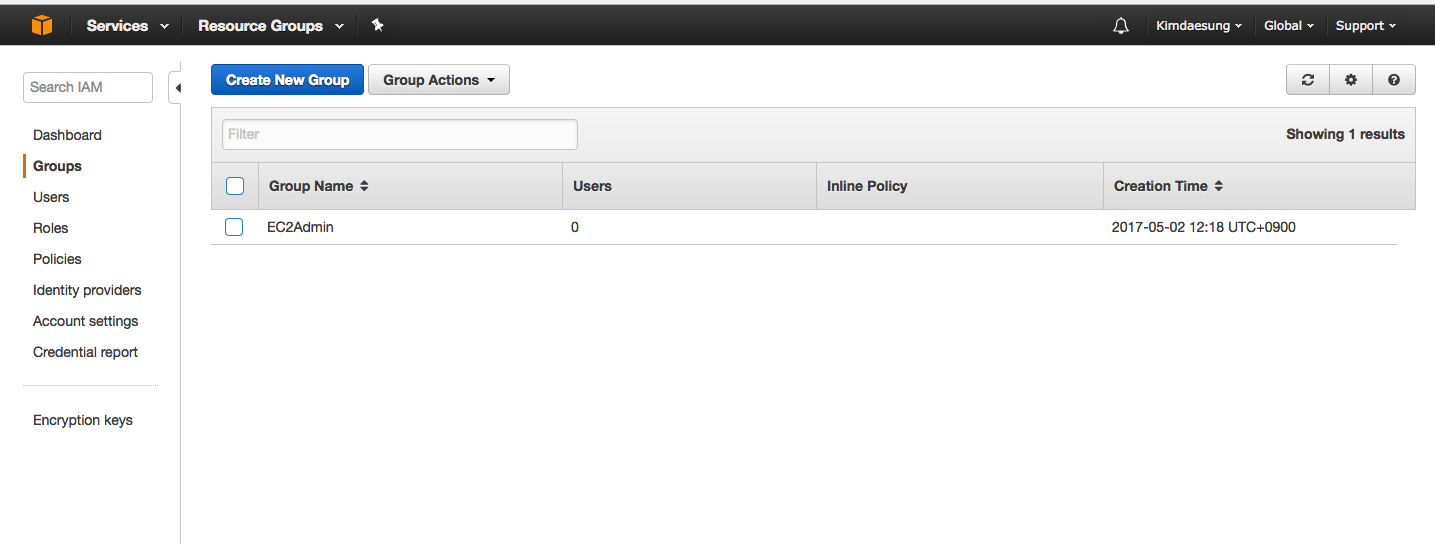 Services Resource Groups Kimdaesung Global Support
Search IAM
Create New Group Group Actions
Filter
Showing 1 results
Dashboard
Groups
Users
Roles
Policies
Identity providers
Account settings
Credential report
Encryption keys
Group Name Users Inline Policy Creation Time
EC2Admin 0 2017-05-02 12:18 UTC+0900